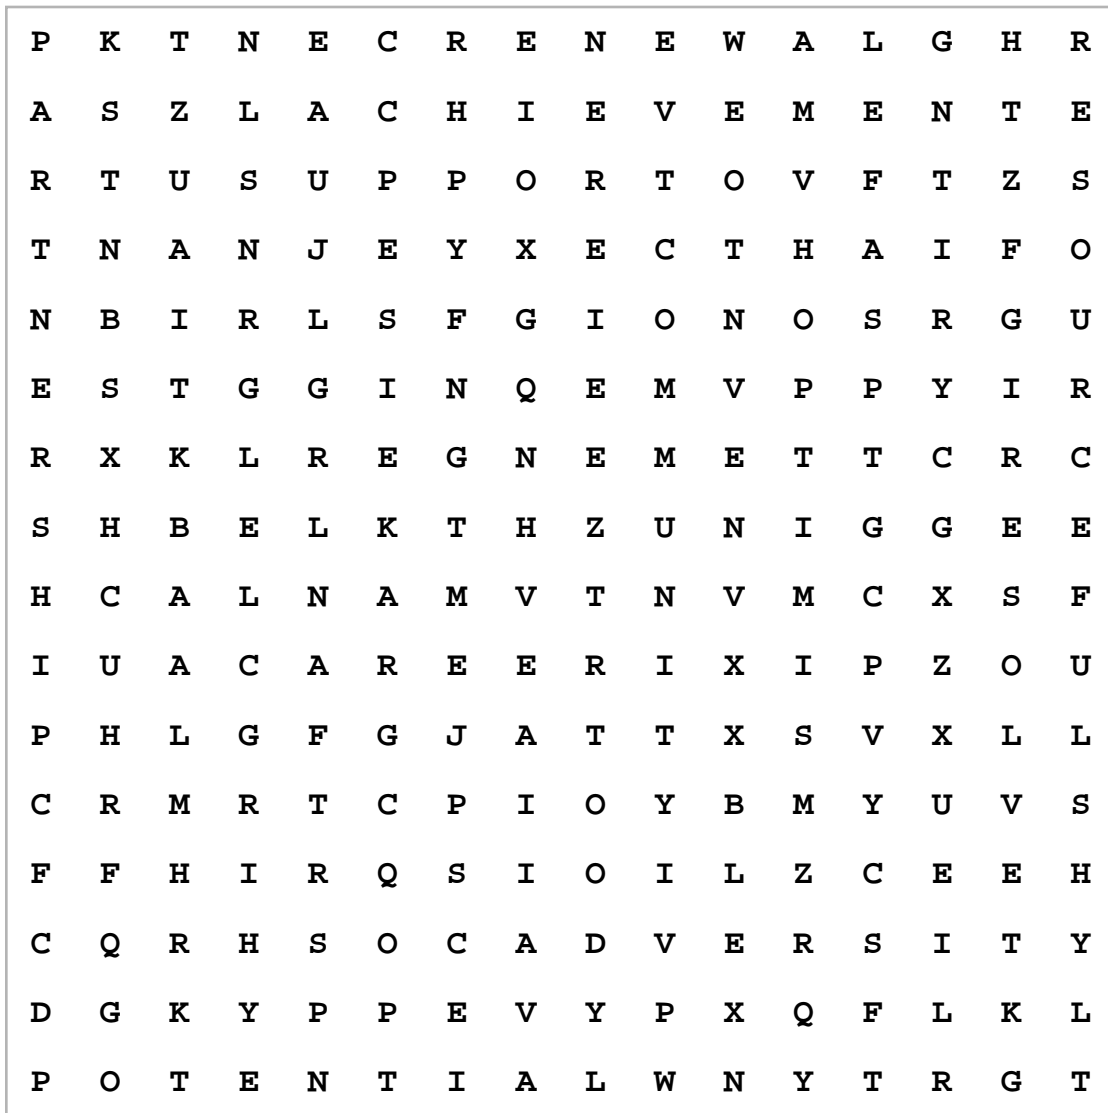 P K T N E C R E N E W A L G H R
A S Z L A C H I E V E M E N T E
R T U S U P P O R T O V F T Z S
T N A N J E Y X E C T H A I F O
N B I R L S F G I O N O S R G U
E S T G G I N Q E M V P P Y I R
R X K L R E G N E M E T T C R C
S H B E L K T H Z U N I G G E E
H C A L N A M V T N V M C X S F
I U A C A R E E R I X I P Z O U
P H L G F G J A T T X S V X L L
C R M R T C P I O Y B M Y U V S
F F H I R Q S I O I L Z C E E H
C Q R H S O C A D V E R S I T Y
D G K Y P P E V Y P X Q F L K L
P O T E N T I A L W N Y T R G T